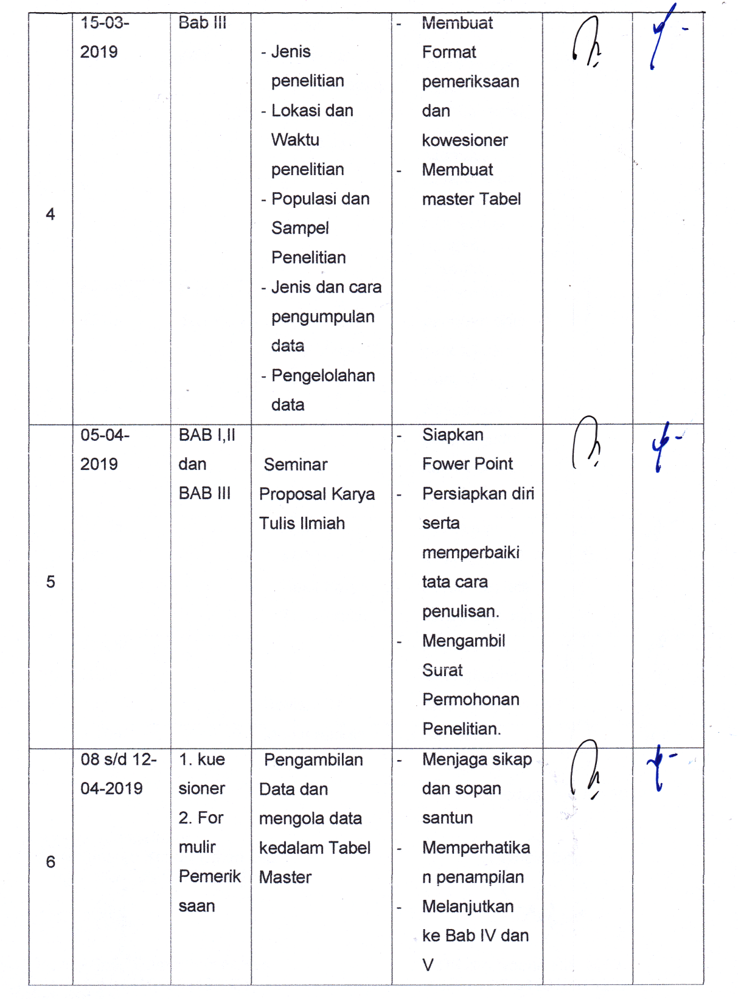 4
15-03-
2019
Bab III
- Jenis
penelitian
- Lokasi dan
Waktu
penelitian
- Populasi dan
Sampel
Penelitian
- Jenis dan cara
pengumpulan
data
- Pengelolahan
data
- Membuat
Format
pemeriksaan
dan
kowesioner
- Membuat
master Tabel
5
05-04-
2019
BAB I,II
dan
BAB III
Seminar
Proposal Karya
Tulis Ilmiah
- Siapkan
Fower Point
- Persiapkan diri
serta
memperbaiki
tata cara
penulisan.
- Mengambil
Surat
Permohonan
Penelitian.
6
08 s/d 12-
04-2019
1. kue
sioner
2. For
mulir
Pemerik
saan
Pengambilan
Data dan
mengola data
kedalam Tabel
Master
- Menjaga sikap
dan sopan
santun
- Memperhatika
n penampilan
- Melanjutkan
ke Bab IV dan
V